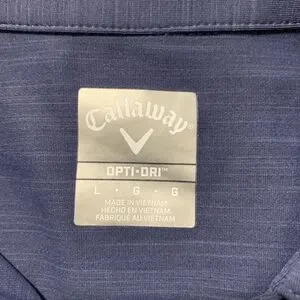 Callaway
OPTI·DRI™
L · G · G
MADE IN VIETNAM
HECHO EN VIETNAM
FABRIQUÉ AU VIETNAM